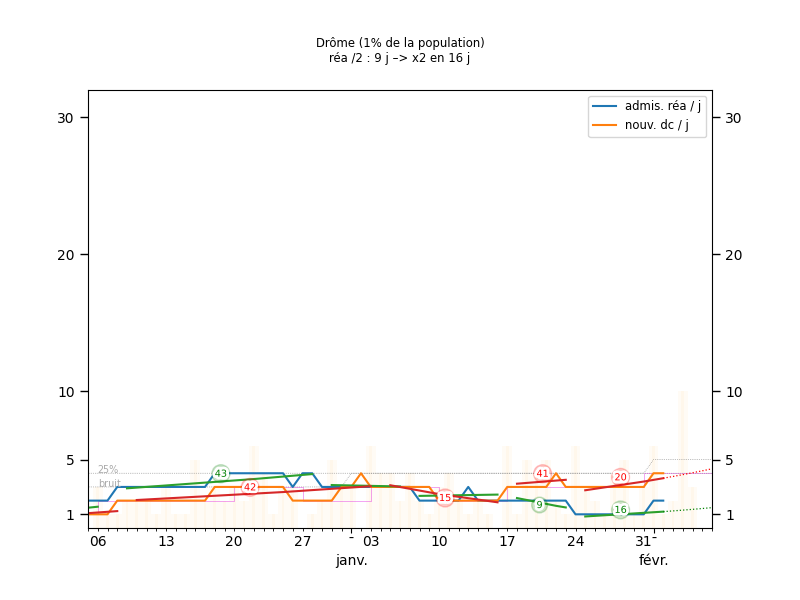 Drôme (1% de la population)
réa /2 : 9 j –> x2 en 16 j
admis. réa / j
nouv. dc / j
30 30
20 20
10 10
5 5
1 1
25%
bruit
43
42
15
41
9
20
16
06 13 20 27 - 03 10 17 24 31 -
janv. févr.